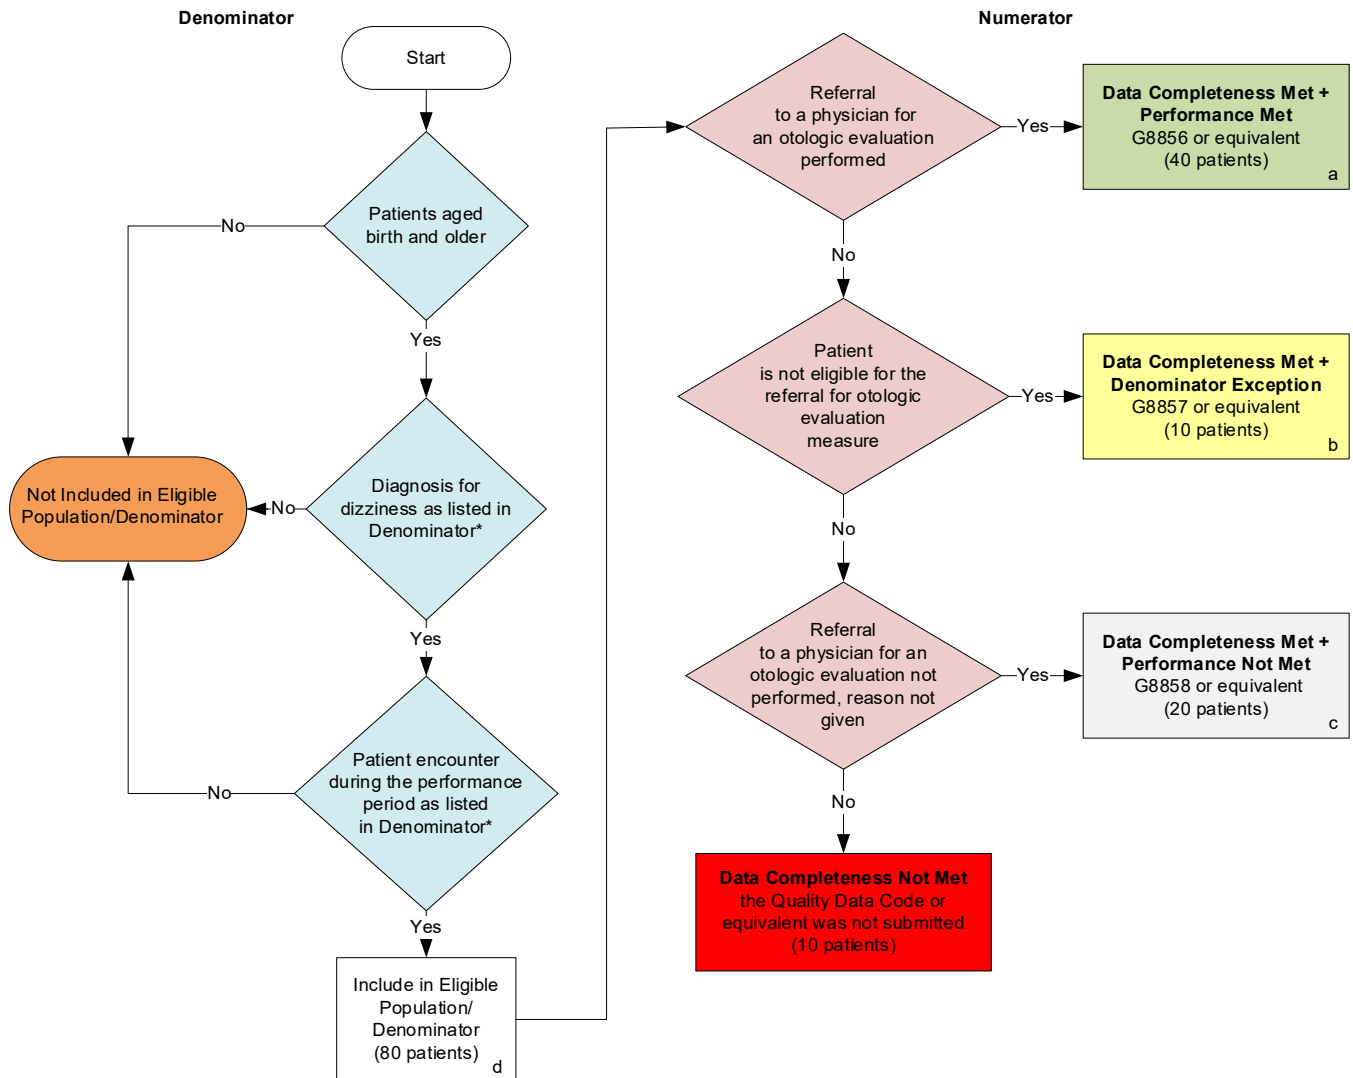 Denominator
Start
Patients aged
birth and older
No
Yes
Not Included in Eligible
Population/Denominator
Diagnosis for
dizziness as listed in
Denominator*
No
Yes
Patient encounter
during the performance
period as listed
in Denominator*
No
Yes
Include in Eligible
Population/
Denominator
(80 patients)
d
Numerator
Referral
to a physician for
an otologic evaluation
performed
Yes
Data Completeness Met +
Performance Met
G8856 or equivalent
(40 patients)
a
No
Patient
is not eligible for the
referral for otologic
evaluation
measure
Yes
Data Completeness Met +
Denominator Exception
G8857 or equivalent
(10 patients)
b
No
Referral
to a physician for an
otologic evaluation not
performed, reason not
given
Yes
Data Completeness Met +
Performance Not Met
G8858 or equivalent
(20 patients)
c
No
Data Completeness Not Met
the Quality Data Code or
equivalent was not submitted
(10 patients)